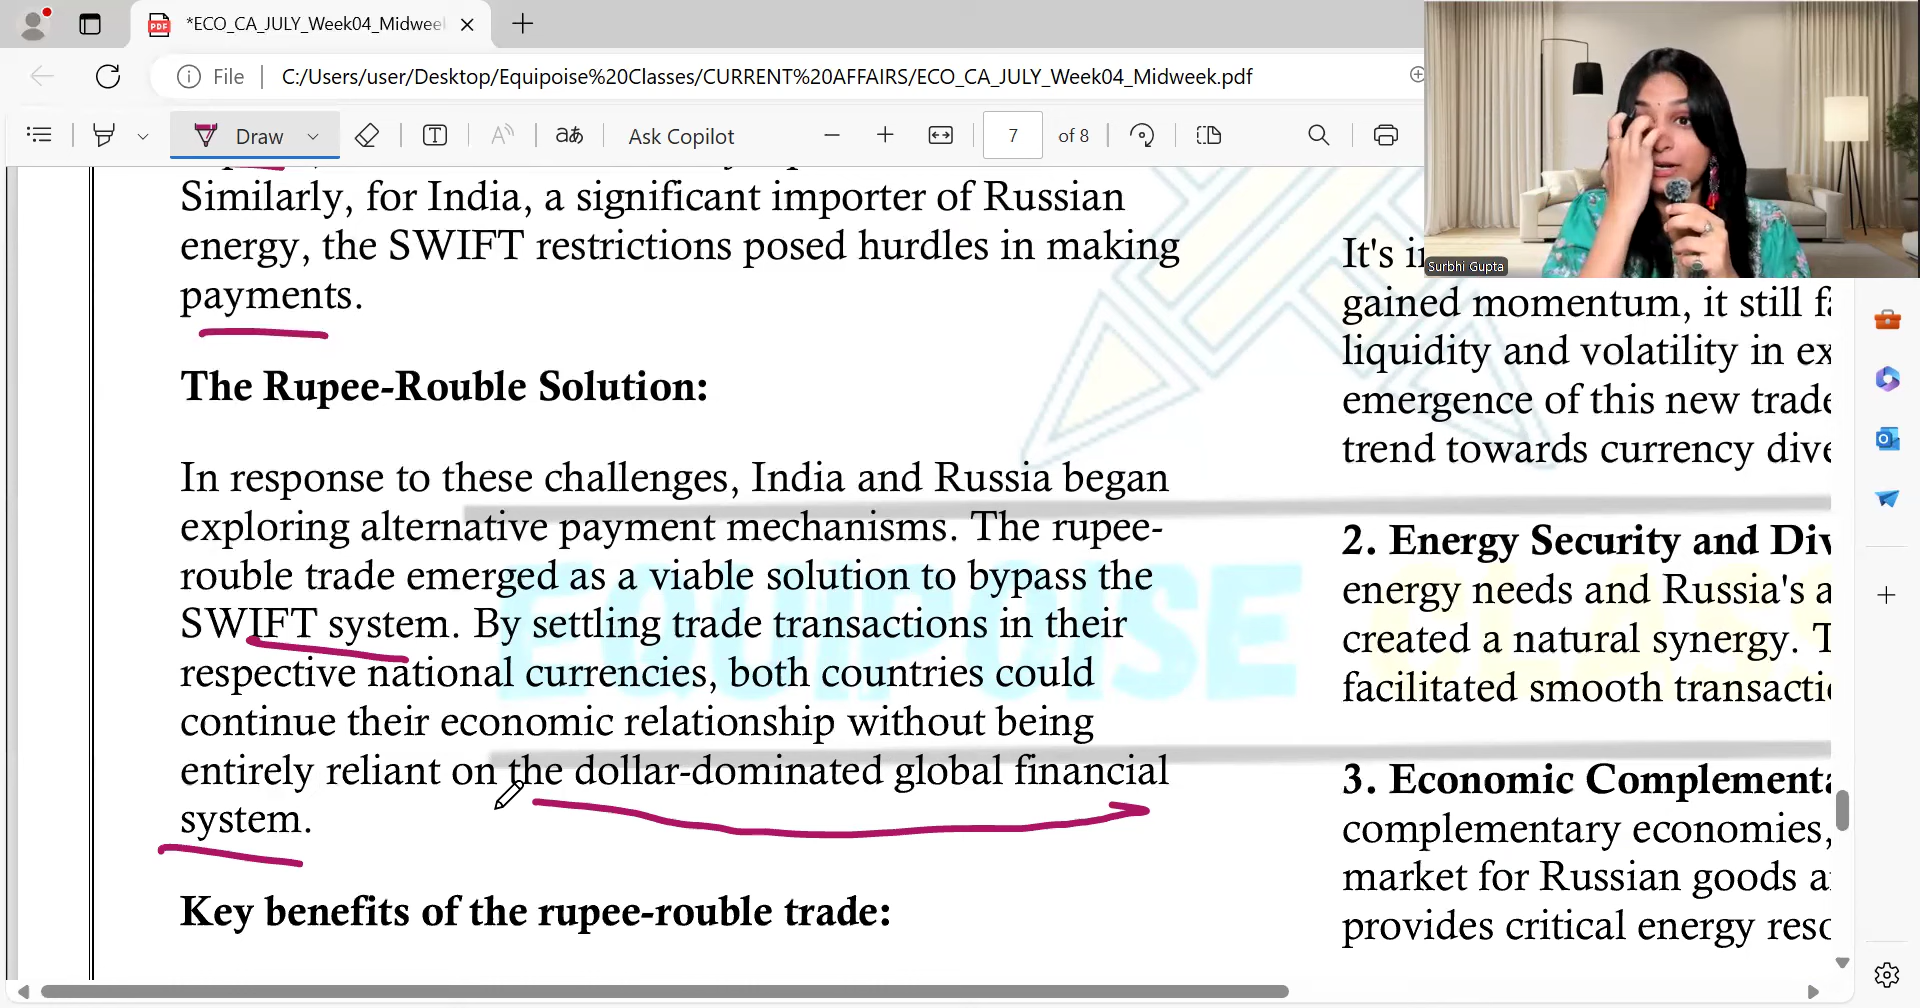 *ECO_CA_JULY_Week04_Midweek
File
C:/Users/user/Desktop/Equipoise%20Classes/CURRENT%20AFFAIRS/ECO_CA_JULY_Week04_Midweek.pdf
Draw
Ask Copilot
7
of 8
Surbhi Gupta
Similarly, for India, a significant importer of Russian
energy, the SWIFT restrictions posed hurdles in making
payments.
The Rupee-Rouble Solution:
In response to these challenges, India and Russia began
exploring alternative payment mechanisms. The rupee-
rouble trade emerged as a viable solution to bypass the
SWIFT system. By settling trade transactions in their
respective national currencies, both countries could
continue their economic relationship without being
entirely reliant on the dollar-dominated global financial
system.
Key benefits of the rupee-rouble trade:
It's
gained momentum, it still
liquidity and volatility in
emergence of this new trade
trend towards currency
2. Energy Security and
energy needs and Russia's
created a natural synergy.
facilitated smooth
3. Economic
complementary economies,
market for Russian goods
provides critical energy
EQUIPOISE CLASS